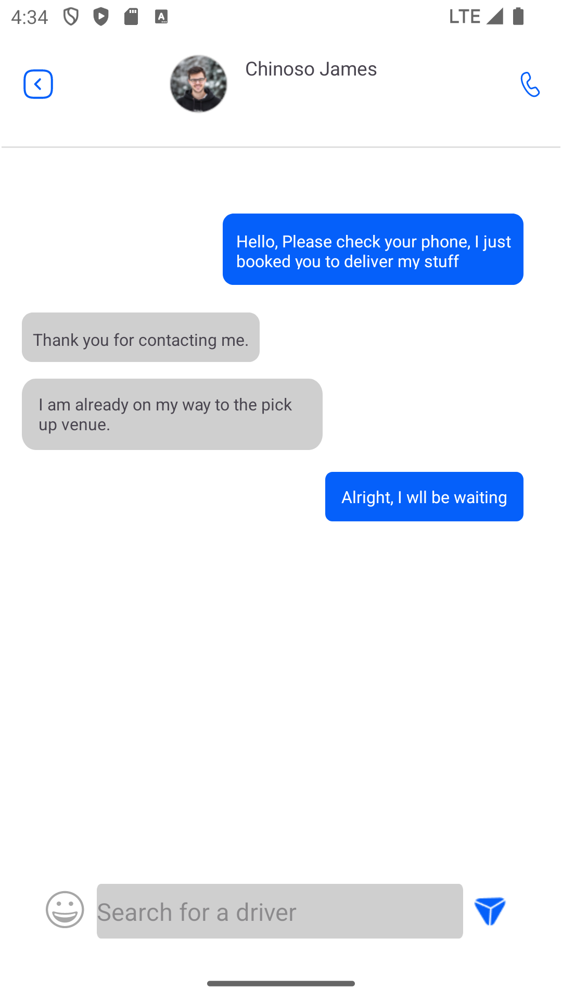 4:34
A
LTE
Chinoso James
Hello, Please check your phone, I just
booked you to deliver my stuff
Thank you for contacting me.
I am already on my way to the pick
up venue.
Alright, I wll be waiting
Search for a driver